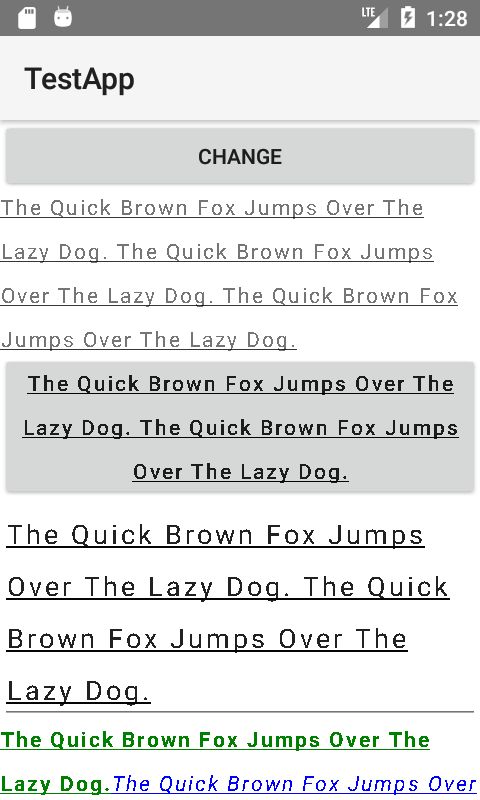 LTE 1:28
TestApp
CHANGE
The Quick Brown Fox Jumps Over The
Lazy Dog. The Quick Brown Fox Jumps
Over The Lazy Dog. The Quick Brown Fox
Jumps Over The Lazy Dog.
The Quick Brown Fox Jumps Over The
Lazy Dog. The Quick Brown Fox Jumps
Over The Lazy Dog.
The Quick Brown Fox Jumps
Over The Lazy Dog. The Quick
Brown Fox Jumps Over The
Lazy Dog.
The Quick Brown Fox Jumps Over The
Lazy Dog.The Quick Brown Fox Jumps Over